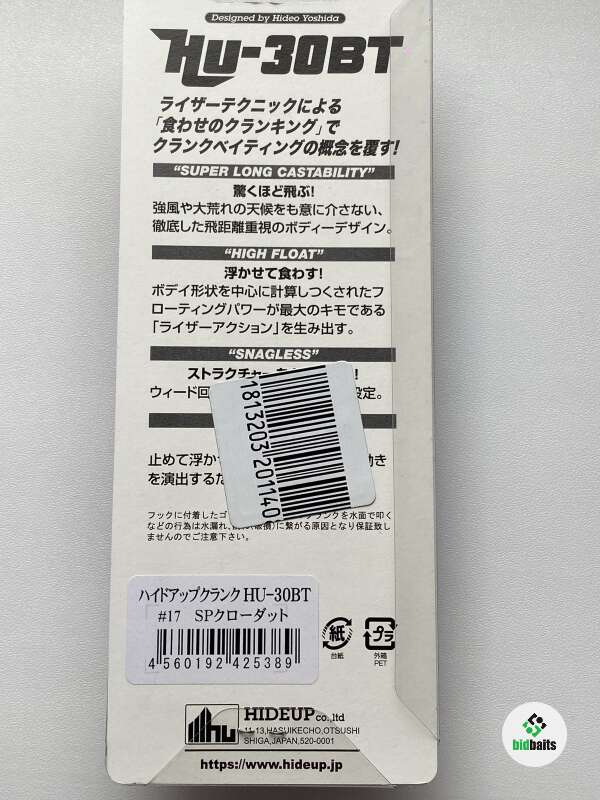 Designed by Hideo Yoshida
HU-30BT
ライザーテクニックによる
「食わせのクランキング」で
クランクベイティングの概念を覆す!
"SUPER LONG CASTABILITY"
驚くほど飛ぶ!
強風や大荒れの天候をも意に介さない、
徹底した飛距離重視のボディーデザイン。
"HIGH FLOAT"
浮かせて食わす!
ボディ形状を中心に計算しつくされたフ
ローティングパワーが最大のキモである
「ライザーアクション」を生み出す。
"SNAGLESS"
ストラクチャー
ウィード回 設定。
1813203201140
止めて浮かせ 動き
を演出するた
フックに付着したゴ ンクを水面で叩く
などの行為は水漏れ、 に繋がる原因となり保証致し
ませんのでご注意下さい。
ハイドアップクランク HU-30BT
#17 SPクローダット
4 560192 425389
紙
台紙
プラ
外箱
PET
hu
HIDEUP co.,ltd
11-13,HASUIKECHO,OTSUSHI
SHIGA,JAPAN,520-0001
https://www.hideup.jp
bidbaits